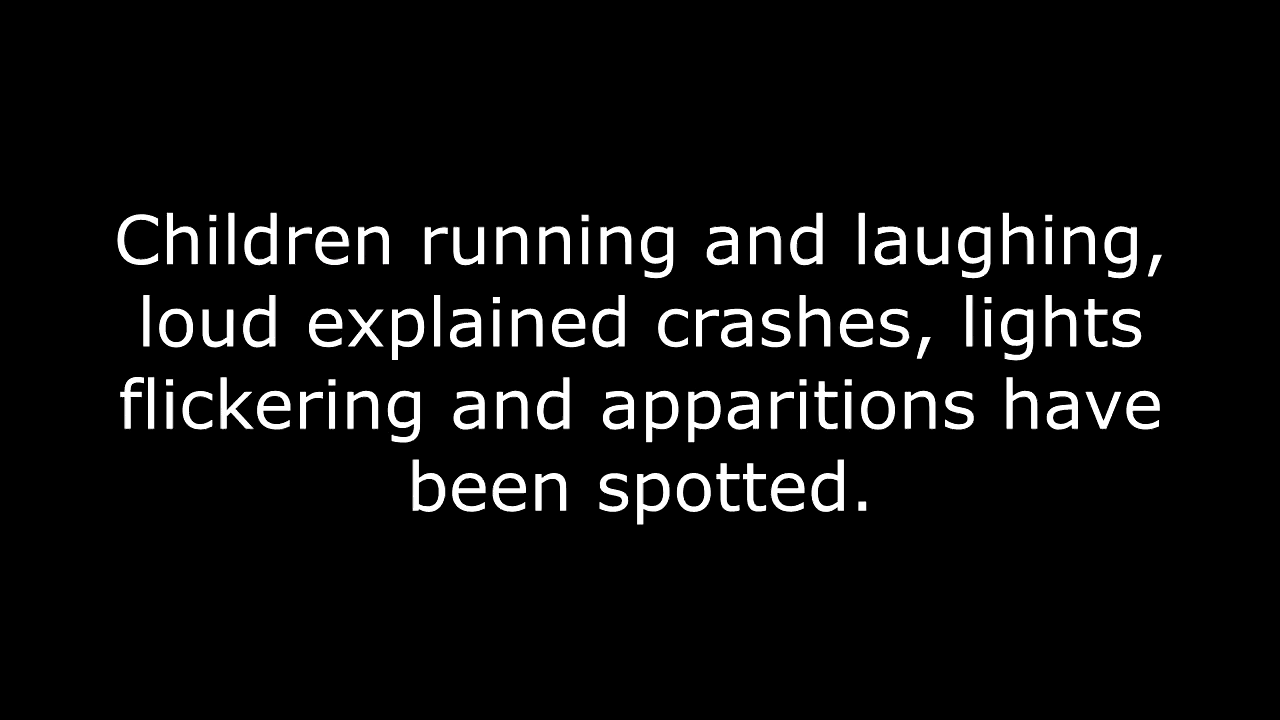 Children running and laughing,
loud explained crashes, lights
flickering and apparitions have
been spotted.